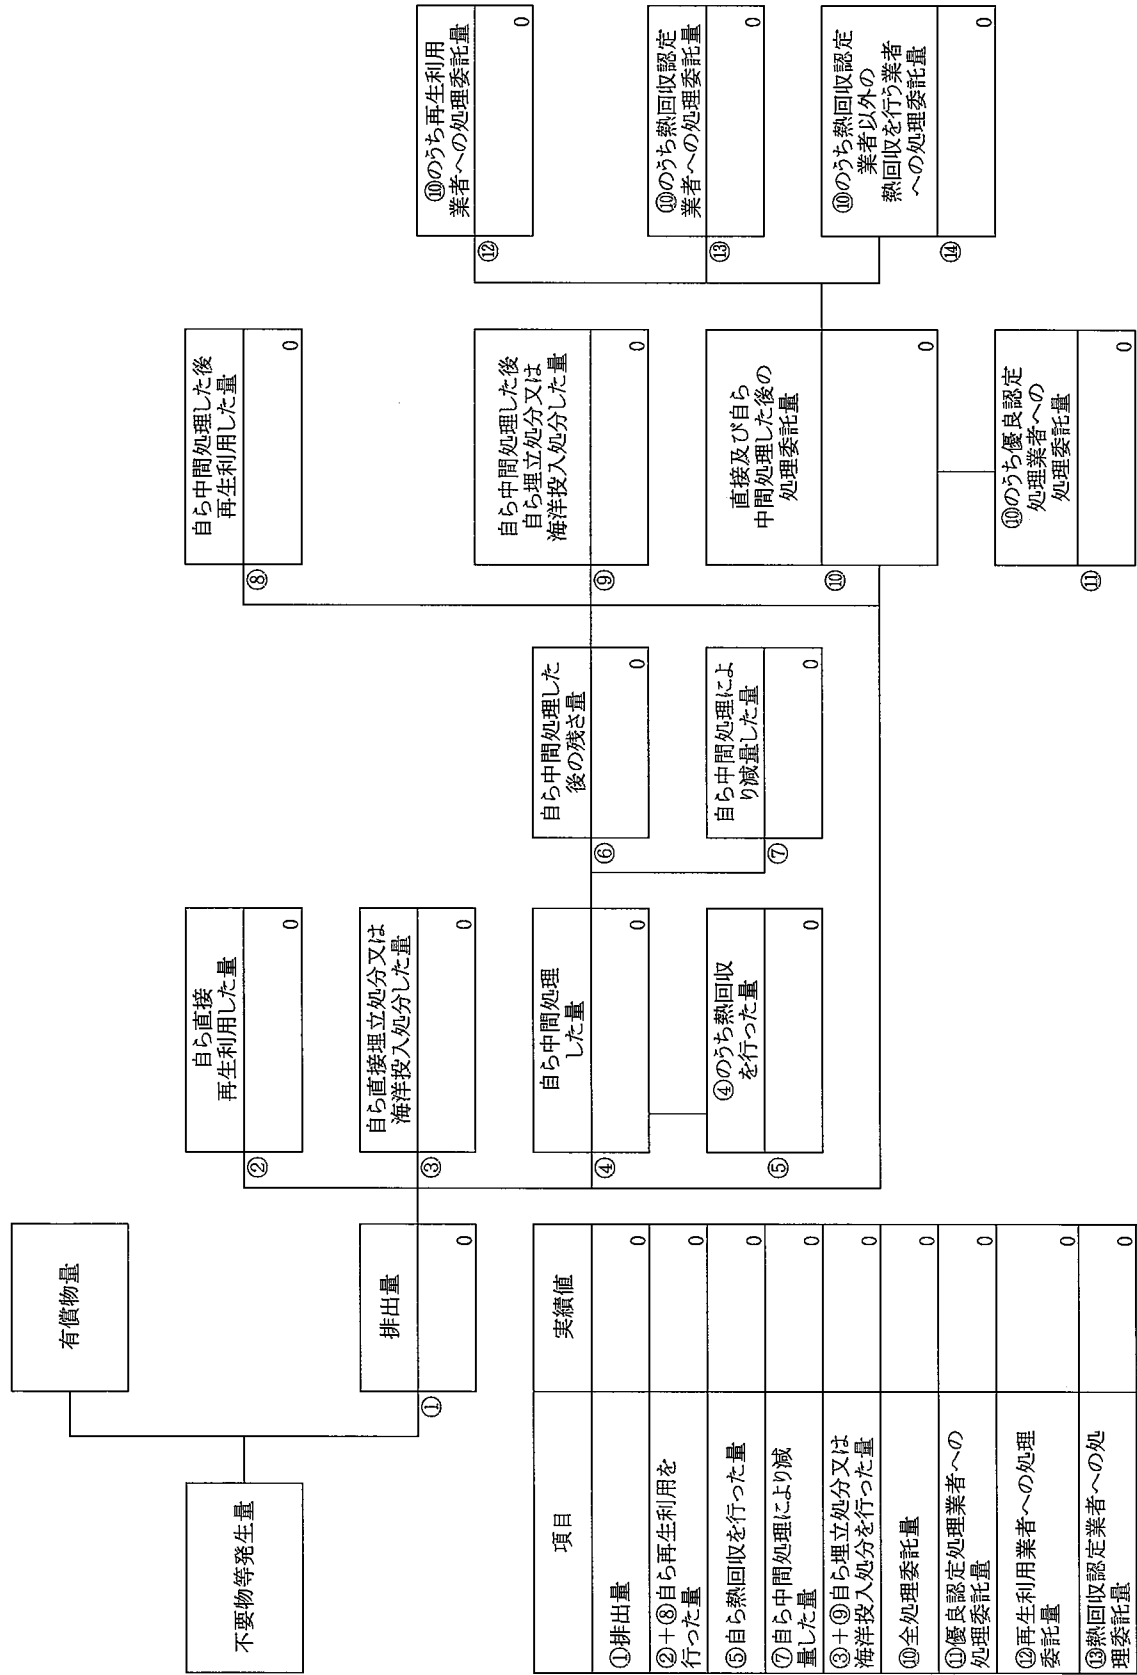 不要物等発生量
有償物量
①
排出量
0
②
自ら直接
再生利用した量
0
③
自ら直接埋立処分又は
海洋投入処分した量
0
④
自ら中間処理
した量
0
⑤
④のうち熱回収
を行った量
0
⑥
自ら中間処理した
後の残さ量
0
⑦
自ら中間処理によ
り減量した量
0
⑧
自ら中間処理した後
再生利用した量
0
⑨
自ら中間処理した後
自ら埋立処分又は
海洋投入処分した量
0
⑩
直接及び自ら
中間処理した後の
処理委託量
0
⑪
⑩のうち優良認定
処理業者への
処理委託量
0
⑫
⑩のうち再生利用
業者への処理委託量
0
⑬
⑩のうち熱回収認定
業者への処理委託量
0
⑭
⑩のうち熱回収認定
業者以外の
熱回収を行う業者
への処理委託量
0
項目 実績値
①排出量 0
②+⑧自ら再生利用を
行った量 0
⑤自ら熱回収を行った量 0
⑦自ら中間処理により減
量した量 0
③+⑨自ら埋立処分又は
海洋投入処分を行った量 0
⑩全処理委託量 0
⑪優良認定処理業者への
処理委託量 0
⑫再生利用業者への処理
委託量 0
⑬熱回収認定業者への処
理委託量 0